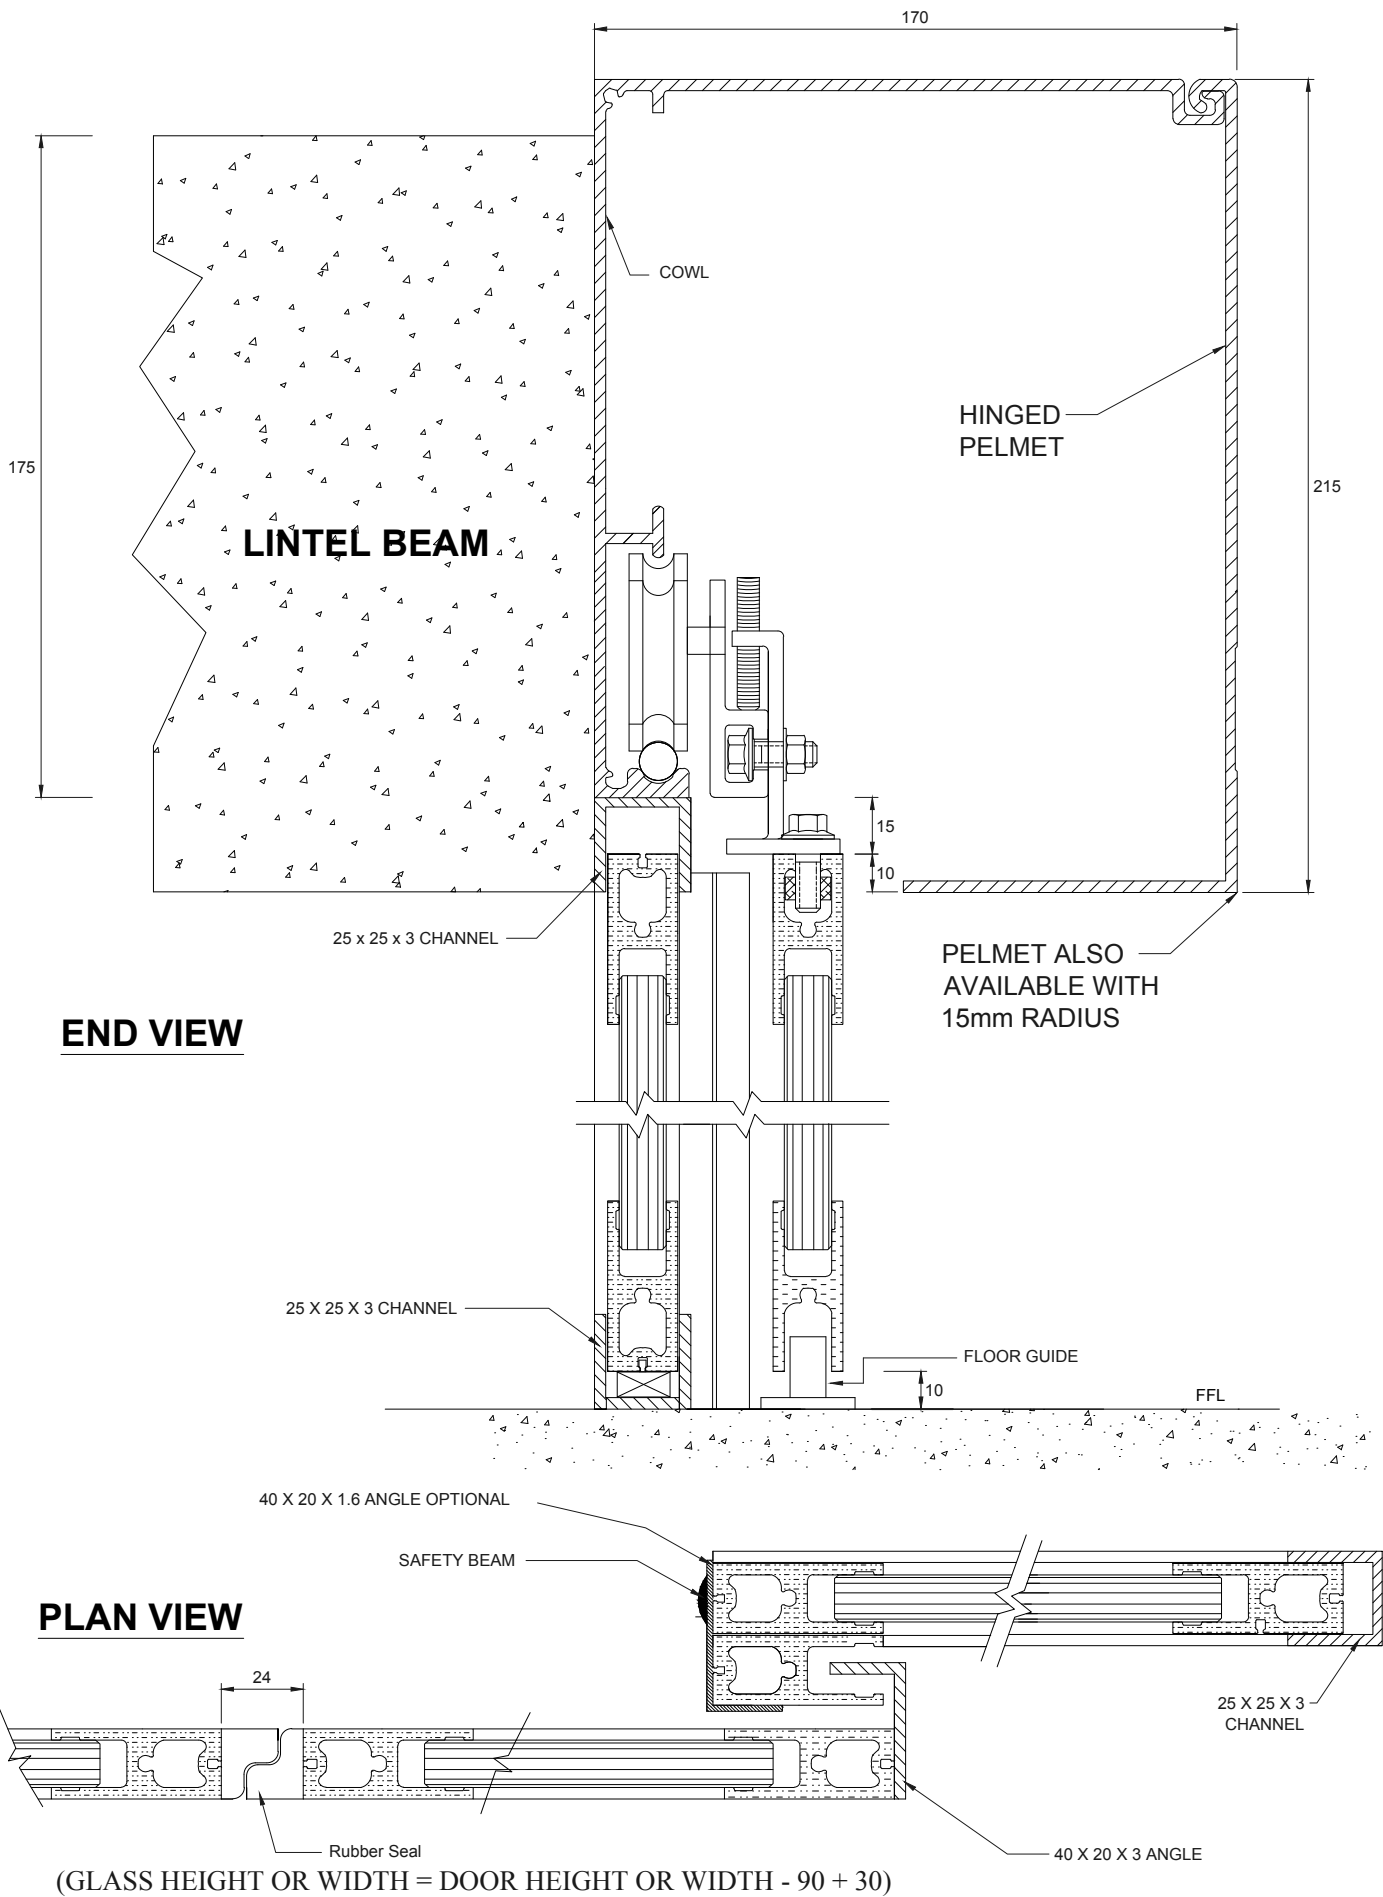 170
COWL
HINGED
PELMET
175
215
LINTEL BEAM
15
10
25 x 25 x 3 CHANNEL
PELMET ALSO
AVAILABLE WITH
15mm RADIUS
END VIEW
25 X 25 X 3 CHANNEL
FLOOR GUIDE
10
FFL
40 X 20 X 1.6 ANGLE OPTIONAL
SAFETY BEAM
PLAN VIEW
24
25 X 25 X 3
CHANNEL
Rubber Seal
40 X 20 X 3 ANGLE
(GLASS HEIGHT OR WIDTH = DOOR HEIGHT OR WIDTH - 90 + 30)